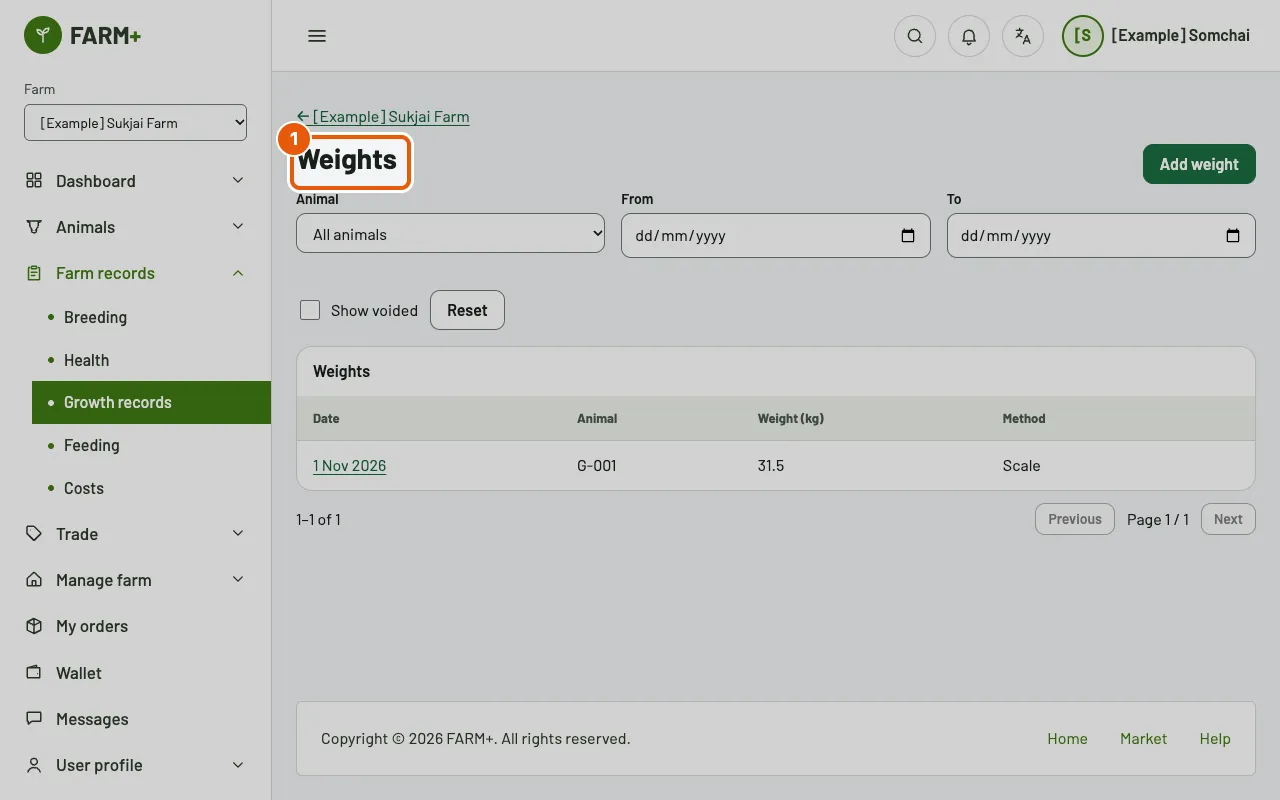 FARM+
Farm
[Example] Sukjai Farm
Dashboard
Animals
Farm records
Breeding
Health
Growth records
Feeding
Costs
Trade
Manage farm
My orders
Wallet
Messages
User profile
[S
[Example] Somchai
← [Example] Sukjai Farm
1
Weights
Add weight
Animal
From
To
All animals
dd/mm/yyyy
dd/mm/yyyy
Show voided
Reset
Weights
Date Animal Weight (kg) Method
1 Nov 2026 G-001 31.5 Scale
1–1 of 1
Previous
Page 1 / 1
Next
Copyright © 2026 FARM+. All rights reserved.
Home
Market
Help